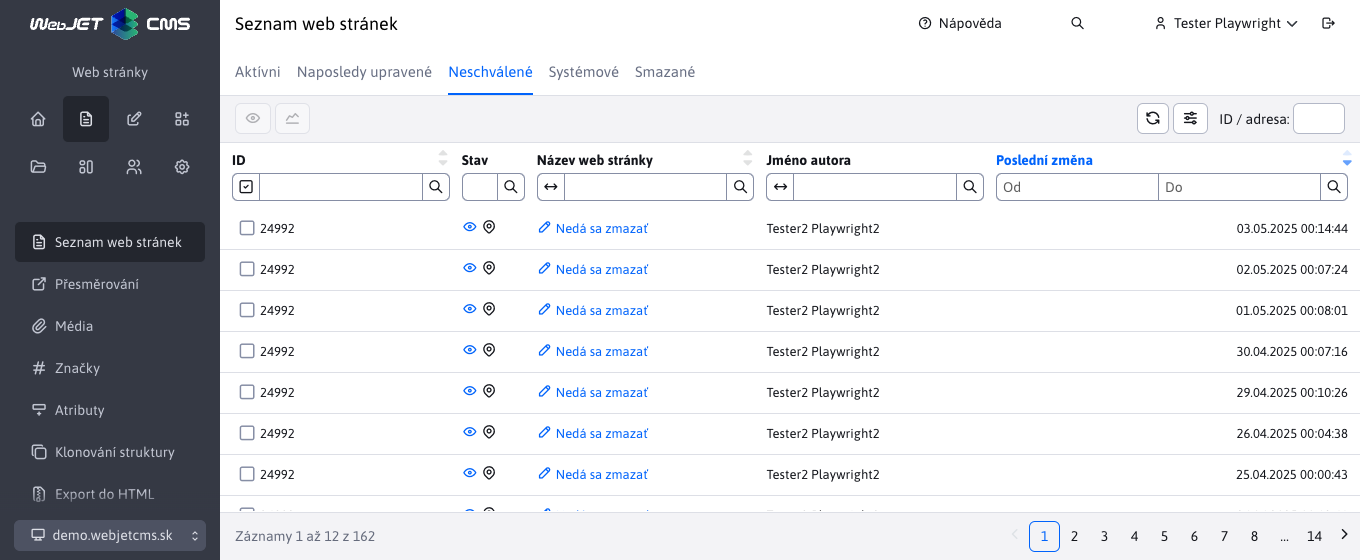 WebJET CMS
Web stránky
Seznam web stránek
Přesměrování
Média
Značky
Atributy
Klonování struktury
Export do HTML
demo.webjetcms.sk
Seznam web stránek
Nápověda
Tester Playwright
Aktívni Naposledy upravené Neschválené Systémové Smazané
ID / adresa:
ID Stav Název web stránky Jméno autora Poslední změna
Od Do
24992 Nedá sa zmazať Tester2 Playwright2 03.05.2025 00:14:44
24992 Nedá sa zmazať Tester2 Playwright2 02.05.2025 00:07:24
24992 Nedá sa zmazať Tester2 Playwright2 01.05.2025 00:08:01
24992 Nedá sa zmazať Tester2 Playwright2 30.04.2025 00:07:16
24992 Nedá sa zmazať Tester2 Playwright2 29.04.2025 00:10:26
24992 Nedá sa zmazať Tester2 Playwright2 26.04.2025 00:04:38
24992 Nedá sa zmazať Tester2 Playwright2 25.04.2025 00:00:43
Záznamy 1 až 12 z 162
1 2 3 4 5 6 7 8 ... 14